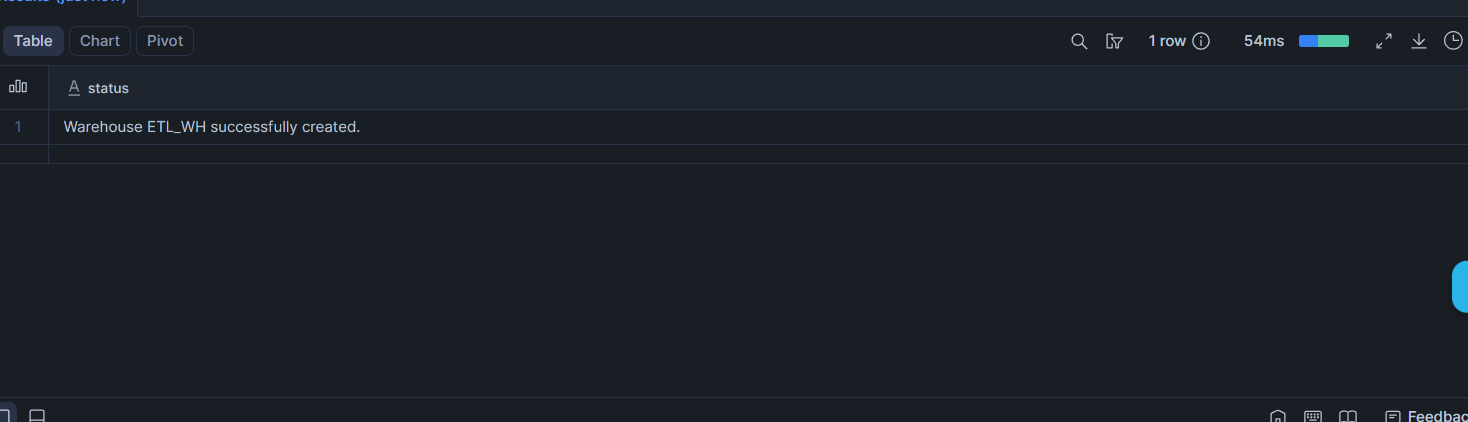 Table Chart Pivot 1 row 54ms
A status
1 Warehouse ETL_WH successfully created.